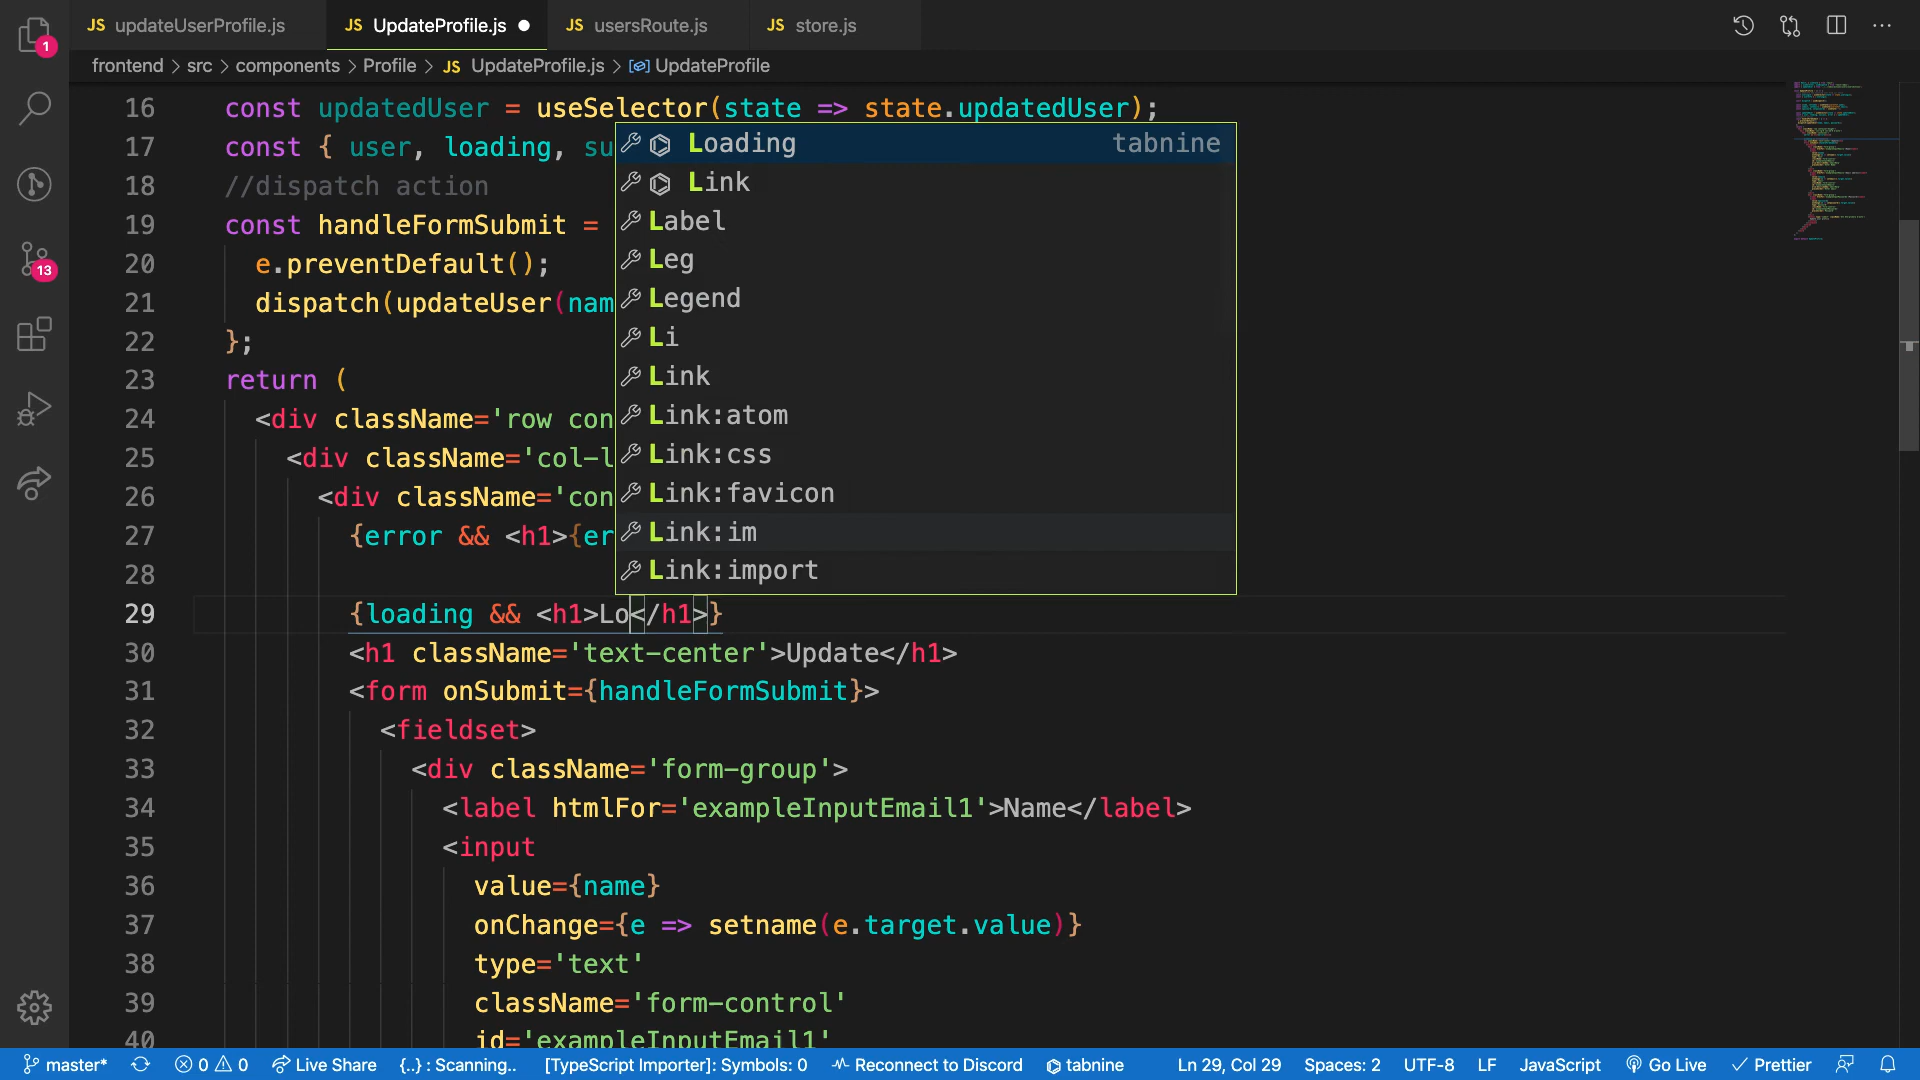 JS updateUserProfile.js
JS UpdateProfile.js
JS usersRoute.js
JS store.js
1
13
frontend > src > components > Profile > JS UpdateProfile.js > UpdateProfile
16 const updatedUser = useSelector(state => state.updatedUser);
17 const { user, loading, su
18 //dispatch action
19 const handleFormSubmit =
20 e.preventDefault();
21 dispatch(updateUser(nam
22 };
23 return (
24 <div className='row con
25 <div className='col-l
26 <div className='con
27 {error && <h1>{er
28
29 {loading && <h1>Lo</h1>}
30 <h1 className='text-center'>Update</h1>
31 <form onSubmit={handleFormSubmit}>
32 <fieldset>
33 <div className='form-group'>
34 <label htmlFor='exampleInputEmail1'>Name</label>
35 <input
36 value={name}
37 onChange={e => setname(e.target.value)}
38 type='text'
39 className='form-control'
40 id='exampleInputEmail1'
Loading tabnine
Link
Label
Leg
Legend
Li
Link
Link:atom
Link:css
Link:favicon
Link:im
Link:import
master* 0 0 Live Share {..} : Scanning.. [TypeScript Importer]: Symbols: 0 Reconnect to Discord tabnine Ln 29, Col 29 Spaces: 2 UTF-8 LF JavaScript Go Live Prettier